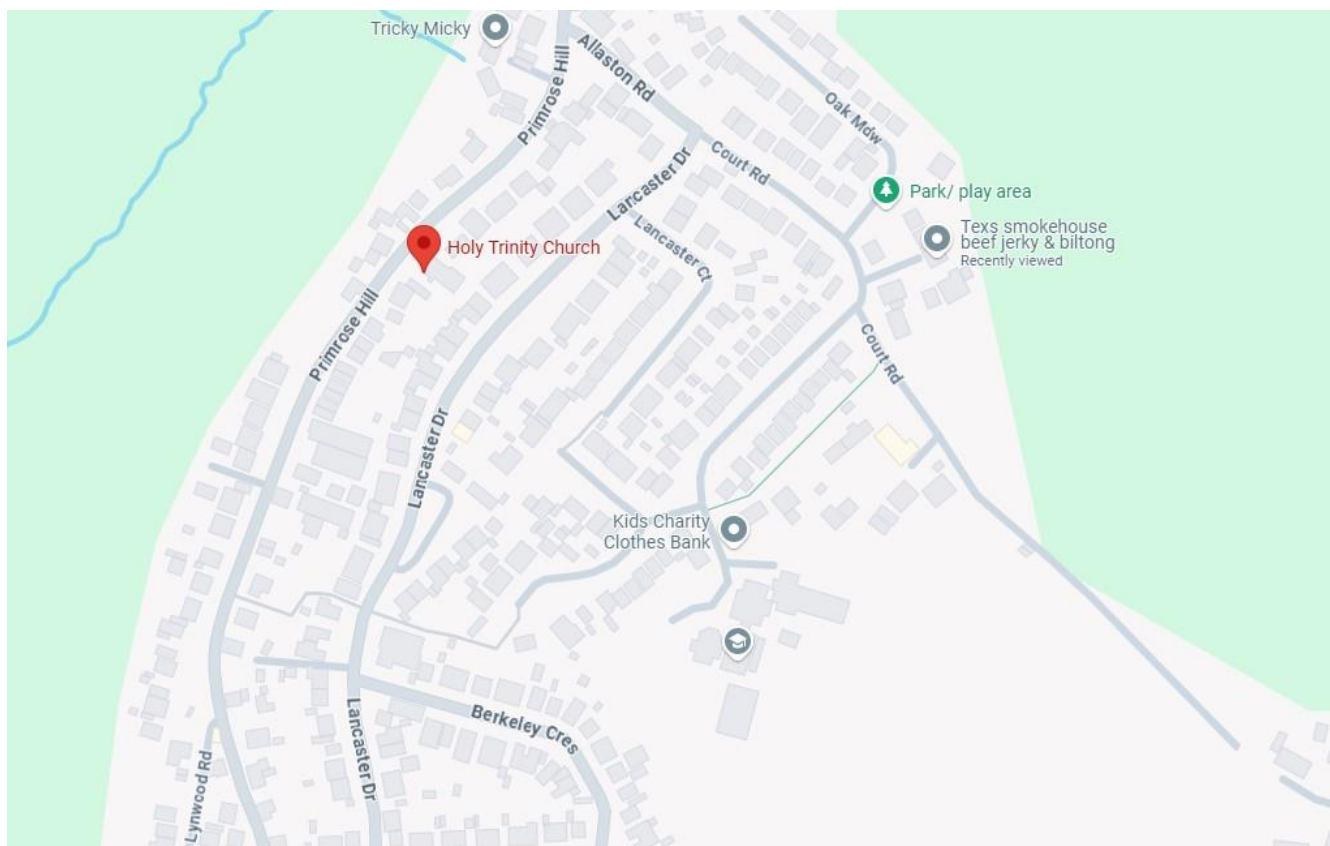 Tricky Micky
Primrose Hill
Allaston Rd
Oak Mdw
Court Rd
Lancaster Dr
Park/ play area
Lancaster Ct
Texs smokehouse
beef jerky & biltong
Recently viewed
Holy Trinity Church
Primrose Hill
Court Rd
Lancaster Dr
Kids Charity
Clothes Bank
Berkeley Cres
Lancaster Dr
Lynwood Rd